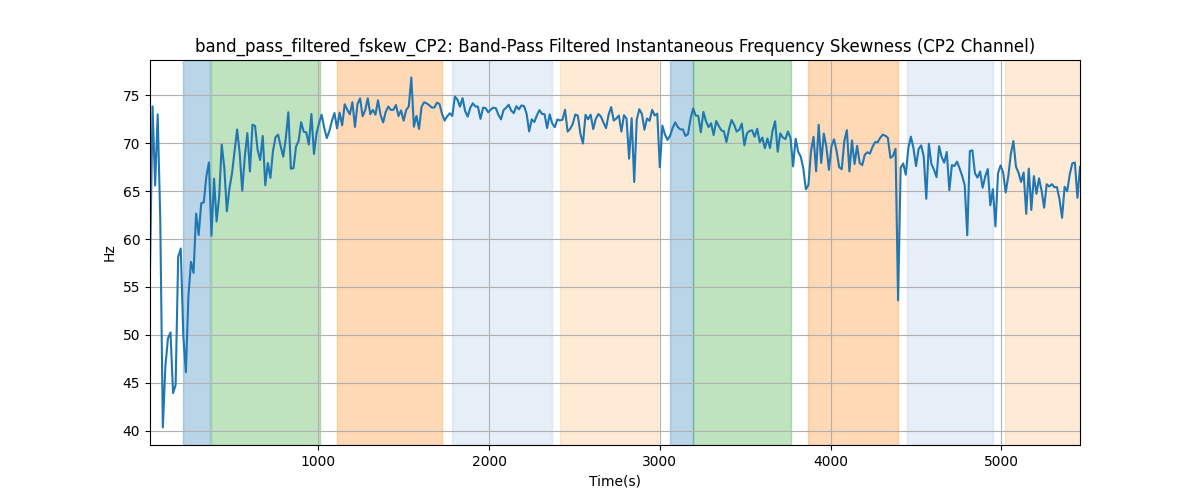 band_pass_filtered_fskew_CP2: Band-Pass Filtered Instantaneous Frequency Skewness (CP2 Channel)
75
70
65
60
55
50
45
40
Hz
1000 2000 3000 4000 5000
Time(s)